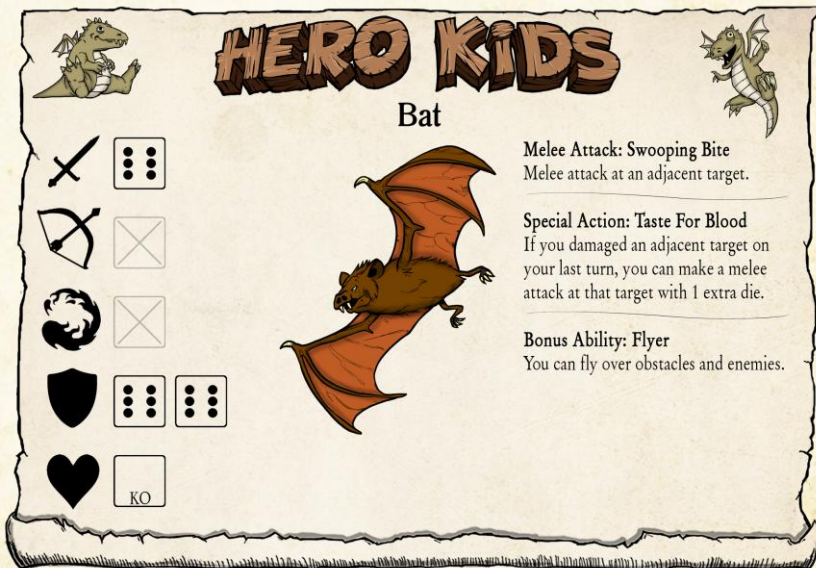 HERO KiDS
Bat
Melee Attack: Swooping Bite
Melee attack at an adjacent target.
Special Action: Taste For Blood
If you damaged an adjacent target on
your last turn, you can make a melee
attack at that target with 1 extra die.
Bonus Ability: Flyer
You can fly over obstacles and enemies.
KO